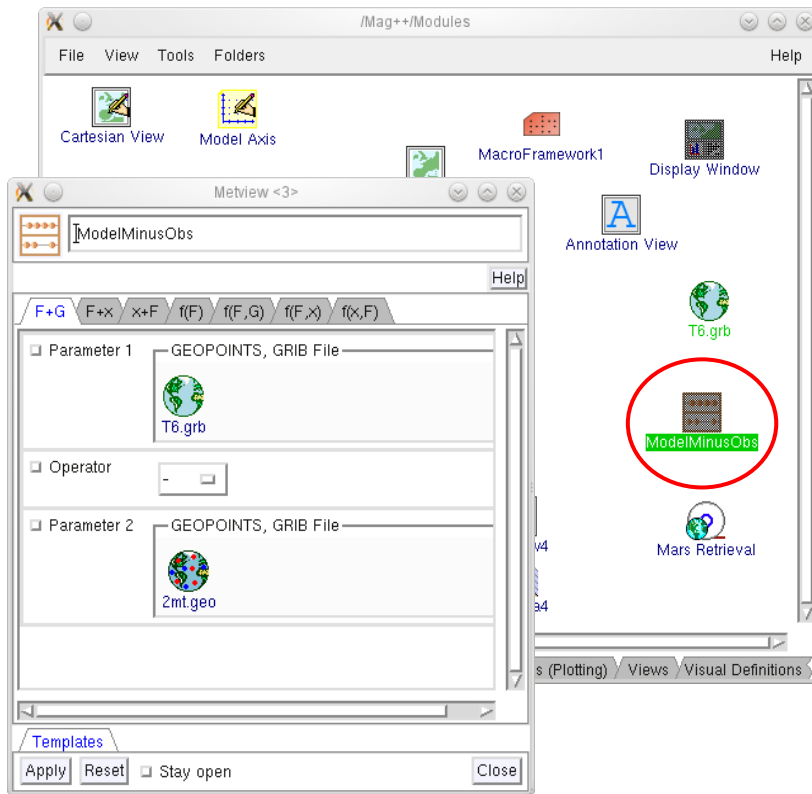 /Mag++/Modules
File View Tools Folders Help
Cartesian View
Model Axis
MacroFramework1
Display Window
Annotation View
T6.grb
ModelMinusObs
Mars Retrieval
v4
a4
s (Plotting) Views Visual Definitions
Metview <3>
ModelMinusObs
Help
F+G F+x x+F f(F) f(F,G) f(F,x) f(x,F)
Parameter 1 GEOPOINTS, GRIB File
T6.grb
Operator -
Parameter 2 GEOPOINTS, GRIB File
2mt.geo
Templates
Apply Reset Stay open Close